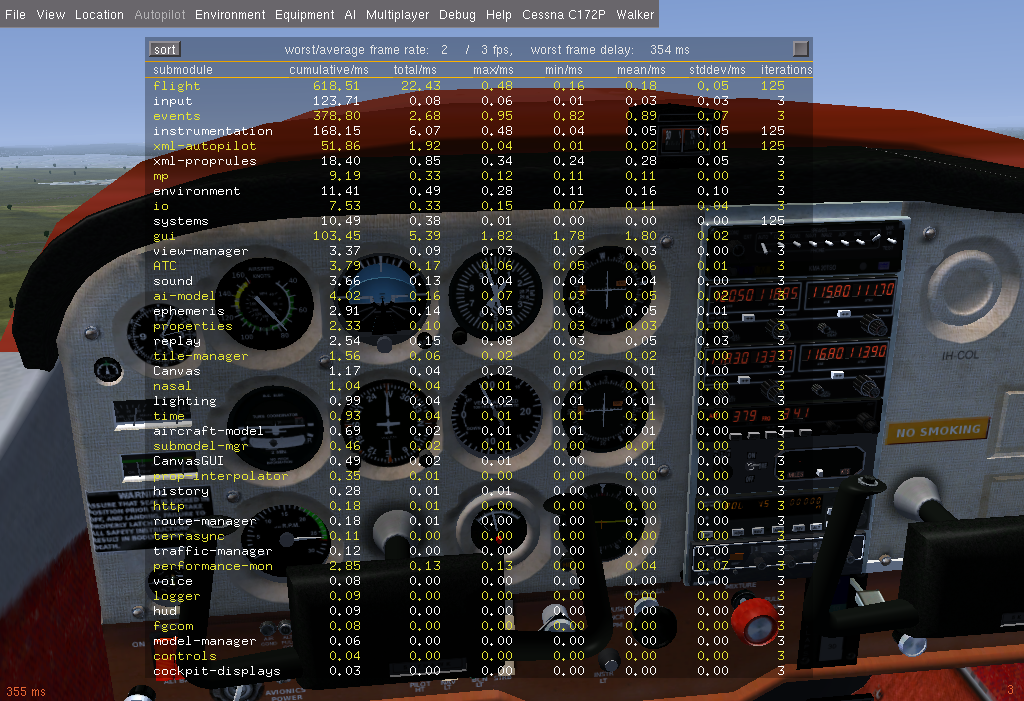 File View Location Autopilot Environment Equipment AI Multiplayer Debug Help Cessna C172P Walker
sort worst/average frame rate: 2 / 3 fps, worst frame delay: 354 ms
submodule cumulative/ms total/ms max/ms min/ms mean/ms stddev/ms iterations
flight 618.51 22.43 0.48 0.16 0.18 0.05 125
input 123.71 0.08 0.06 0.01 0.03 0.03 3
events 378.80 2.68 0.95 0.82 0.89 0.07 3
instrumentation 168.15 6.07 0.48 0.04 0.05 0.05 125
xml-autopilot 51.86 1.92 0.04 0.01 0.02 0.01 125
xml-proprules 18.40 0.85 0.34 0.24 0.28 0.05 3
mp 9.19 0.33 0.12 0.11 0.11 0.00 3
environment 11.41 0.49 0.28 0.11 0.16 0.10 3
io 7.53 0.33 0.15 0.07 0.11 0.04 3
systems 10.49 0.38 0.01 0.00 0.00 0.00 125
gui 103.45 5.39 1.82 1.78 1.80 0.02 3
view-manager 3.37 0.09 0.03 0.03 0.03 0.00 3
ATC 3.79 0.17 0.06 0.05 0.06 0.01 3
sound 3.66 0.13 0.04 0.04 0.04 0.00 3
ai-model 4.02 0.16 0.07 0.03 0.05 0.02 3
ephemeris 2.91 0.14 0.05 0.04 0.05 0.00 3
properties 2.33 0.10 0.03 0.03 0.03 0.00 3
replay 2.54 0.15 0.08 0.03 0.05 0.03 3
tile-manager 1.56 0.06 0.02 0.02 0.02 0.00 3
Canvas 1.17 0.04 0.02 0.01 0.01 0.00 3
nasal 1.04 0.04 0.01 0.01 0.01 0.00 3
lighting 0.99 0.04 0.02 0.01 0.01 0.00 3
time 0.93 0.04 0.01 0.01 0.01 0.00 3
aircraft-model 0.69 0.02 0.01 0.01 0.01 0.00 3
submodel-mgr 0.46 0.02 0.01 0.01 0.01 0.00 3
CanvasGUI 0.49 0.02 0.01 0.00 0.01 0.00 3
prop-interpolator 0.35 0.01 0.00 0.00 0.00 0.00 3
history 0.28 0.01 0.01 0.00 0.00 0.00 3
http 0.18 0.01 0.00 0.00 0.00 0.00 3
route-manager 0.18 0.01 0.00 0.00 0.00 0.00 3
terrasync 0.11 0.00 0.00 0.00 0.00 0.00 3
traffic-manager 0.12 0.00 0.00 0.00 0.00 0.00 3
performance-mon 2.85 0.13 0.13 0.00 0.04 0.07 3
voice 0.08 0.00 0.00 0.00 0.00 0.00 3
logger 0.09 0.00 0.00 0.00 0.00 0.00 3
hud 0.09 0.00 0.00 0.00 0.00 0.00 3
fgcom 0.08 0.00 0.00 0.00 0.00 0.00 3
model-manager 0.06 0.00 0.00 0.00 0.00 0.00 3
controls 0.04 0.00 0.00 0.00 0.00 0.00 3
cockpit-displays 0.03 0.00 0.00 0.00 0.00 0.00 3
IH-COL
NO SMOKING
AVIONICS
POWER
355 ms
3